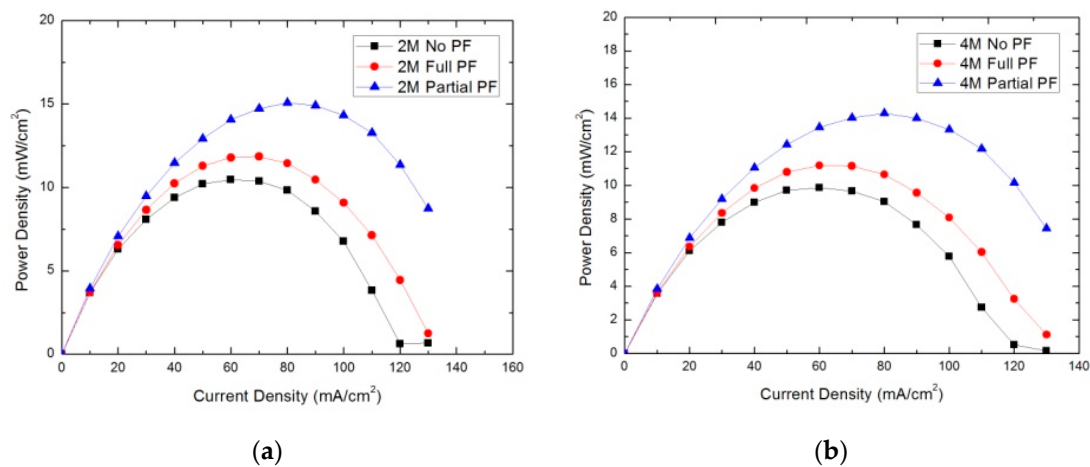 20
15
10
5
0
0 20 40 60 80 100 120 140 160
Power Density (mW/cm²)
Current Density (mA/cm²)
2M No PF
2M Full PF
2M Partial PF
(a)
20
18
16
14
12
10
8
6
4
2
0
0 20 40 60 80 100 120 140
Power Density (mW/cm²)
Current Density (mA/cm²)
4M No PF
4M Full PF
4M Partial PF
(b)